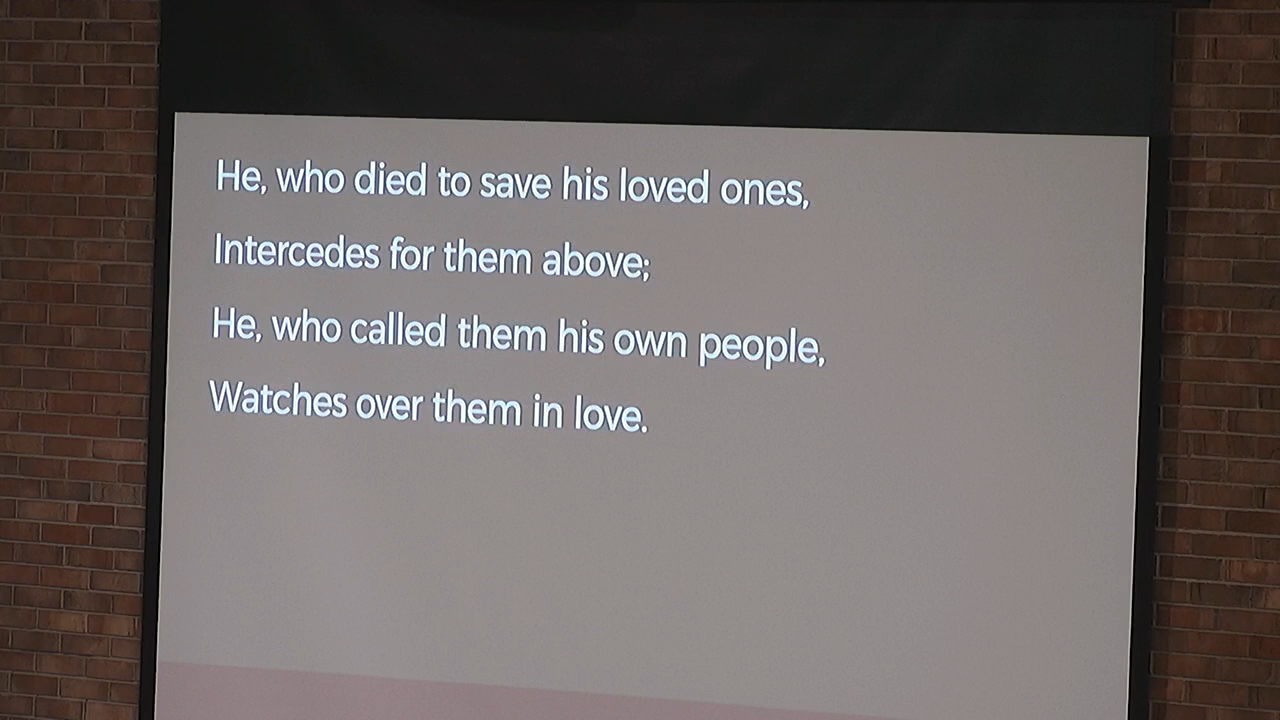 He, who died to save his loved ones,
Intercedes for them above;
He, who called them his own people,
Watches over them in love.